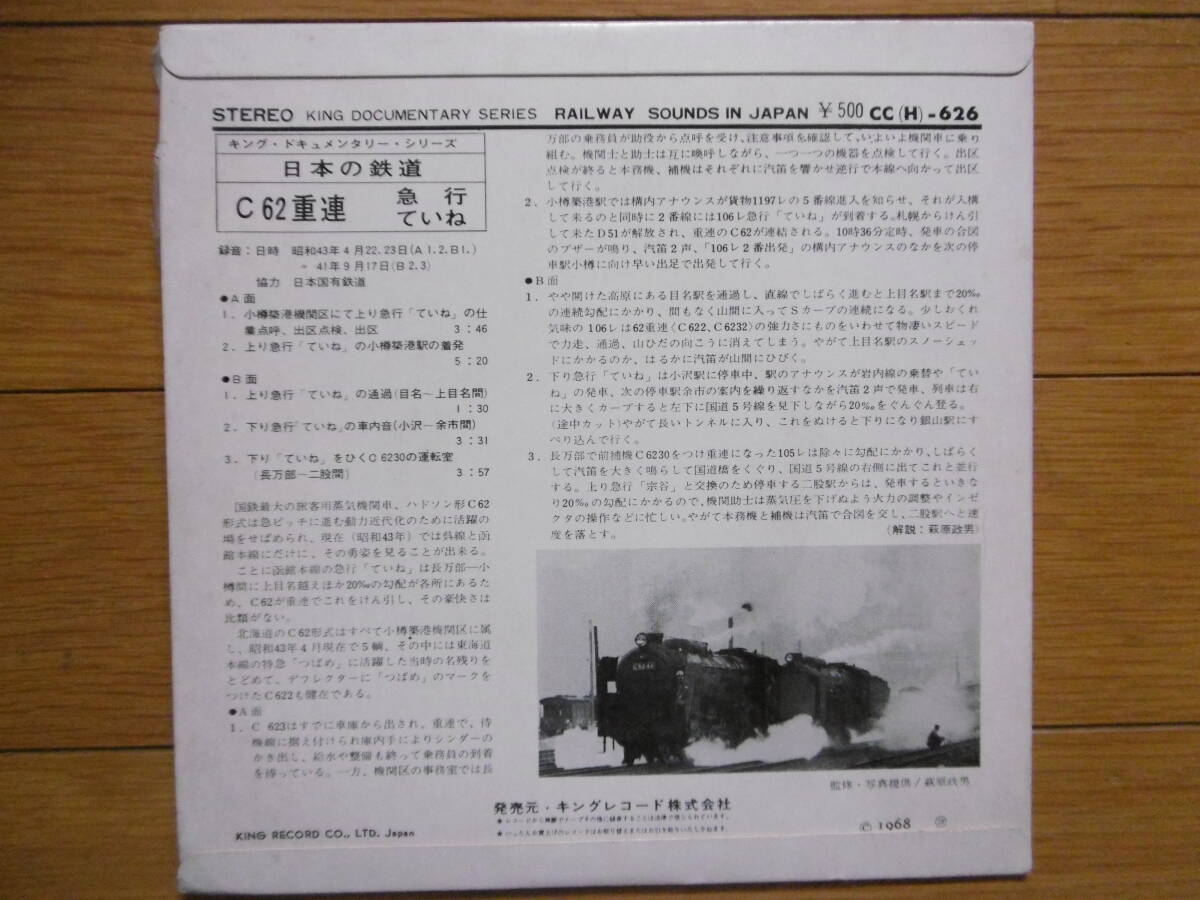 STEREO KING DOCUMENTARY SERIES RAILWAY SOUNDS IN JAPAN ¥500 CC(H)-626
キング・ドキュメンタリー・シリーズ
日本の鉄道
C62重連 急行ていね
録音:日時 昭和43年4月22.23日(A1.2.B1.)
〃 41年9月17日(B2.3)
協力 日本国有鉄道
●A面
1. 小樽築港機関区にて上り急行「ていね」の仕
業点呼、出区点検、出区 3:46
2. 上り急行「ていね」の小樽築港駅の着発
5:20
●B面
1. 上り急行「ていね」の通過(目名〜上目名間)
1:30
2. 下り急行「ていね」の車内音(小沢—余市間)
3:31
3. 下り「ていね」をひくC6230の運転室
(長万部—二股間) 3:57
国鉄最大の旅客用蒸気機関車、ハドソン形C62
形式は急ピッチに進む動力近代化のために活躍の
場をせばめられ、現在(昭和43年)では呉線と函
館本線にだけに、その勇姿を見ることが出来る。
ことに函館本線の急行「ていね」は長万部—小
樽間に上目名越えほか20‰の勾配が各所にあるた
め、C62が重連でこれをけん引し、その豪快さは
比類がない。
北海道のC62形式はすべて小樽築港機関区に属
し、昭和43年4月現在で5輌、その中には東海道
本線の特急「つばめ」に活躍した当時の名残りを
とどめて、デフレクターに「つばめ」のマークを
つけたC622も健在である。
●A面
1. C 623はすでに車庫から出され、重連で、待
機線に据え付けられ庫内手によりシンダーの
かき出し、給水や整備も終って乗務員の到着
を待っている。一方、機関区の事務室では長
万部の乗務員が助役から点呼を受け、注意事項を確認して、いよいよ機関車に乗り
組む。機関士と助士は互に喚呼しながら、一つ一つの機器を点検して行く。出区
点検が終ると本務機、補機はそれぞれに汽笛を響かせ逆行で本線へ向かって出区
して行く。
2. 小樽築港駅では構内アナウンスが貨物1197レの5番線進入を知らせ、それが入構
して来るのと同時に2番線には106レ急行「ていね」が到着する。札幌からけん引
して来たD51が解放され、重連のC62が連結される。10時36分定時、発車の合図
のブザーが鳴り、汽笛2声、「106レ2番出発」の構内アナウンスのなかを次の停
車駅小樽に向け早い出足で出発して行く。
●B面
1. やや開けた高原にある目名駅を通過し、直線でしばらく進むと上目名駅まで20‰
の連続勾配にかかり、間もなく山間に入ってSカーブの連続になる。少しおくれ
気味の106レは62重連〈C622、C6232〉の強力さにものをいわせて物凄いスピード
で力走、通過、山ひだの向こうに消えてしまう。やがて上目名駅のスノーシェッ
ドにかかるのか、はるかに汽笛が山間にひびく。
2. 下り急行「ていね」は小沢駅に停車中、駅のアナウンスが岩内線の乗替や「てい
ね」の発車、次の停車駅余市の案内を繰り返すなかを汽笛2声で発車、列車は右
に大きくカーブすると左下に国道5号線を見下しながら20‰をぐんぐん登る。
(途中カット)やがて長いトンネルに入り、これをぬけると下りになり銀山駅にす
べり込んで行く。
3. 長万部で前補機C6230をつけ重連になった105レは除々に勾配にかかり、しばらく
して汽笛を大きく鳴らして国道橋をくぐり、国道5号線の右側に出てこれと並行
する。上り急行「宗谷」と交換のため停車する二股駅からは、発車するといきな
り20‰の勾配にかかるので、機関助士は蒸気圧を下げぬよう火力の調整やインゼ
クタの操作などに忙しい。やがて本務機と補機は汽笛で合図を交し、二股駅へと速
度を落とす。 (解説:萩原政男)
監修・写真提供/萩原政男
発売元・キングレコード株式会社
●レコードから無断でテープその他に録音することは法律で禁じられています。
●いったんお買上げのレコードはお取り替えまたはお引き取りいたしかねます。
KING RECORD CO., LTD. Japan
© 1968